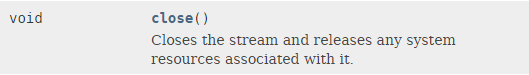 void close()
Closes the stream and releases any system
resources associated with it.